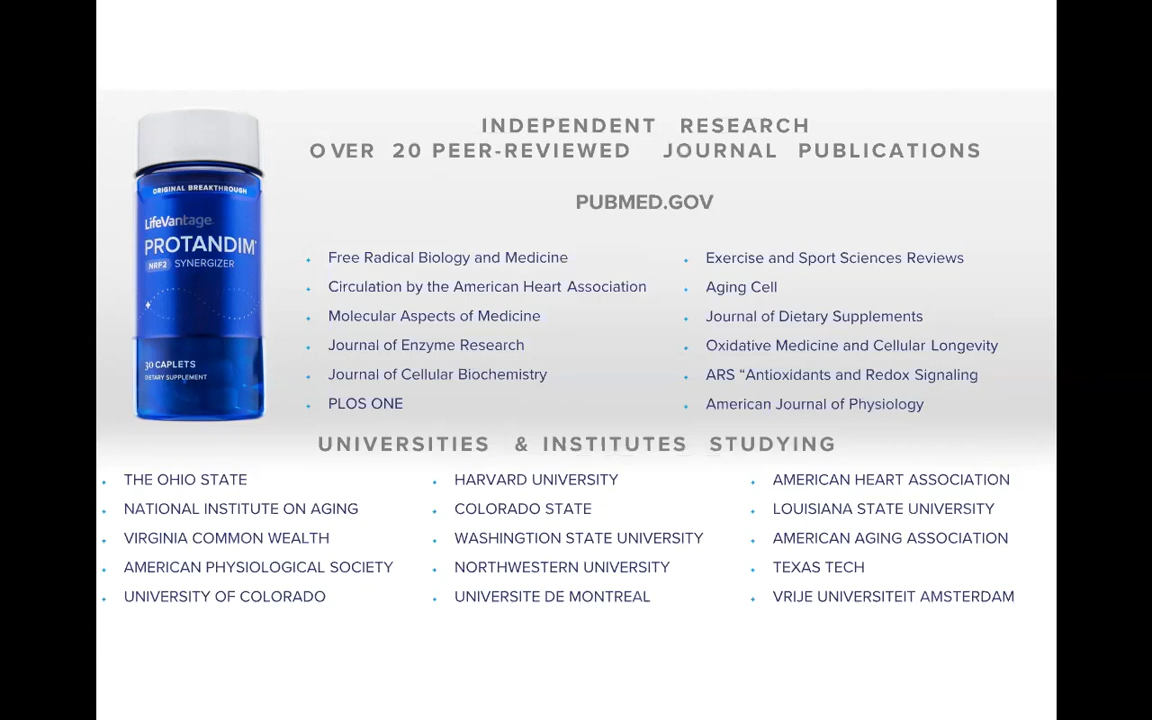 INDEPENDENT RESEARCH
OVER 20 PEER-REVIEWED JOURNAL PUBLICATIONS
PUBMED.GOV
ORIGINAL BREAKTHROUGH
LifeVantage
PROTANDIM
NRF2 SYNERGIZER
30 CAPLETS
DIETARY SUPPLEMENT
Free Radical Biology and Medicine
Circulation by the American Heart Association
Molecular Aspects of Medicine
Journal of Enzyme Research
Journal of Cellular Biochemistry
PLOS ONE
Exercise and Sport Sciences Reviews
Aging Cell
Journal of Dietary Supplements
Oxidative Medicine and Cellular Longevity
ARS “Antioxidants and Redox Signaling
American Journal of Physiology
UNIVERSITIES & INSTITUTES STUDYING
THE OHIO STATE
NATIONAL INSTITUTE ON AGING
VIRGINIA COMMON WEALTH
AMERICAN PHYSIOLOGICAL SOCIETY
UNIVERSITY OF COLORADO
HARVARD UNIVERSITY
COLORADO STATE
WASHINGTION STATE UNIVERSITY
NORTHWESTERN UNIVERSITY
UNIVERSITE DE MONTREAL
AMERICAN HEART ASSOCIATION
LOUISIANA STATE UNIVERSITY
AMERICAN AGING ASSOCIATION
TEXAS TECH
VRIJE UNIVERSITEIT AMSTERDAM